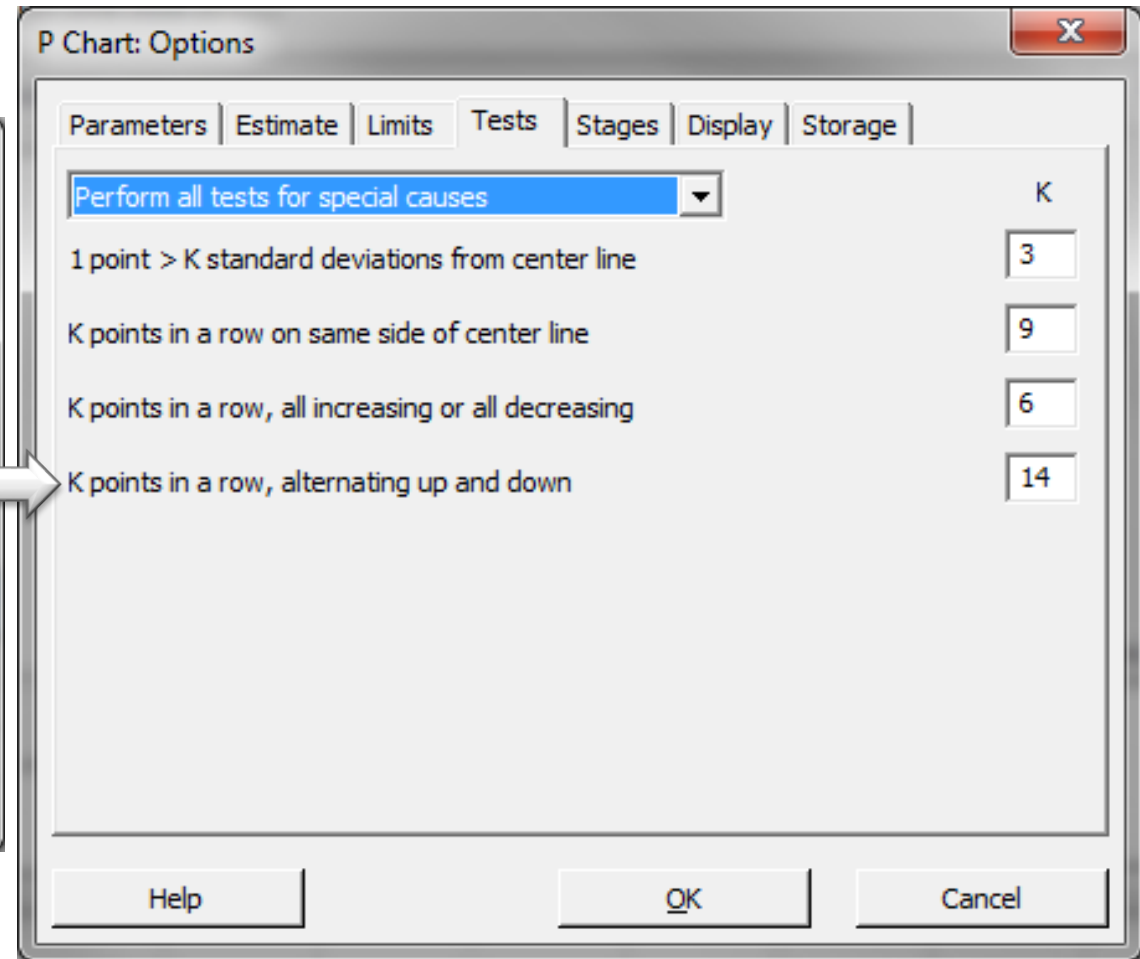 P Chart: Options
Parameters Estimate Limits Tests Stages Display Storage
Perform all tests for special causes K
1 point > K standard deviations from center line 3
K points in a row on same side of center line 9
K points in a row, all increasing or all decreasing 6
K points in a row, alternating up and down 14
Help OK Cancel